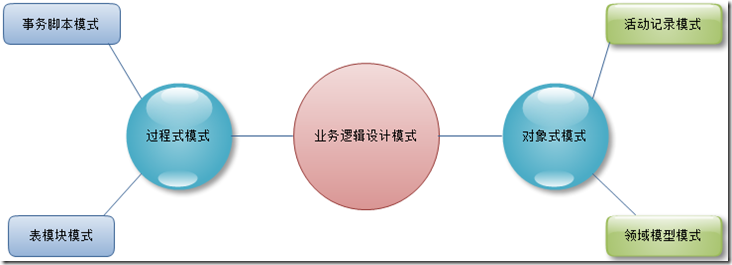 事务脚本模式
活动记录模式
过程式模式
业务逻辑设计模式
对象式模式
表模块模式
领域模型模式